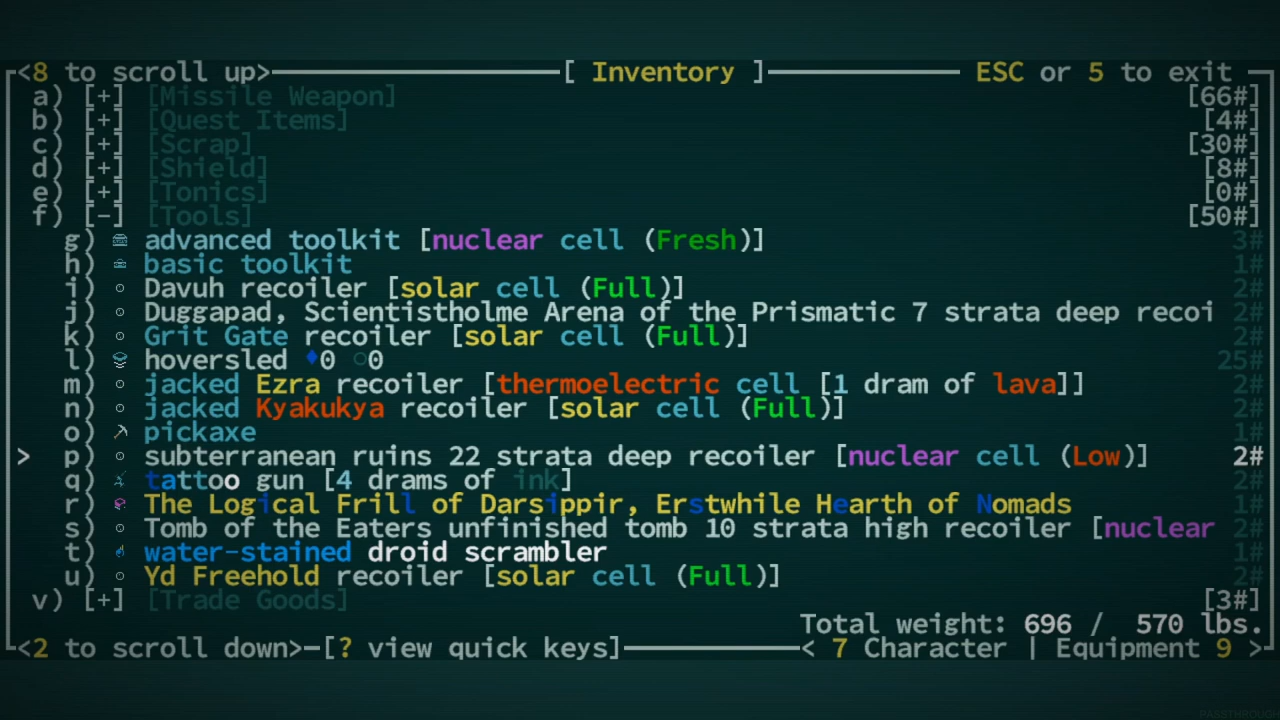 <8 to scroll up> [ Inventory ] ESC or 5 to exit
a) [+] [Missile Weapon] [66#]
b) [+] [Quest Items] [4#]
c) [+] [Scrap] [30#]
d) [+] [Shield] [8#]
e) [+] [Tonics] [0#]
f) [-] [Tools] [50#]
g) advanced toolkit [nuclear cell (Fresh)] 3#
h) basic toolkit 1#
i) Davuh recoiler [solar cell (Full)] 2#
j) Duggapad, Scientistholme Arena of the Prismatic 7 strata deep recoi 2#
k) Grit Gate recoiler [solar cell (Full)] 2#
l) hoversled ♦0 ○0 25#
m) jacked Ezra recoiler [thermoelectric cell [1 dram of lava]] 2#
n) jacked Kyakukya recoiler [solar cell (Full)] 2#
o) pickaxe 1#
> p) subterranean ruins 22 strata deep recoiler [nuclear cell (Low)] 2#
q) tattoo gun [4 drams of ink] 2#
r) The Logical Frill of Darsippir, Erstwhile Hearth of Nomads 1#
s) Tomb of the Eaters unfinished tomb 10 strata high recoiler [nuclear 2#
t) water-stained droid scrambler 1#
u) Yd Freehold recoiler [solar cell (Full)] 2#
v) [+] [Trade Goods] [3#]
Total weight: 696 / 570 lbs.
<2 to scroll down> [? view quick keys] < 7 Character | Equipment 9 >